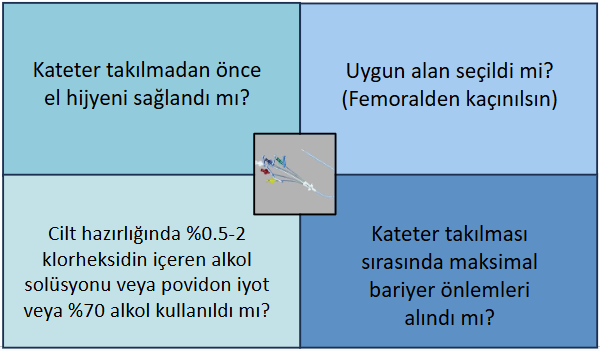 Kateter takılmadan önce
el hijyeni sağlandı mı?
Uygun alan seçildi mi?
(Femoralden kaçınılsın)
Cilt hazırlığında %0.5-2
klorheksidin içeren alkol
solüsyonu veya povidon iyot
veya %70 alkol kullanıldı mı?
Kateter takılması
sırasında maksimal
bariyer önlemleri
alındı mı?